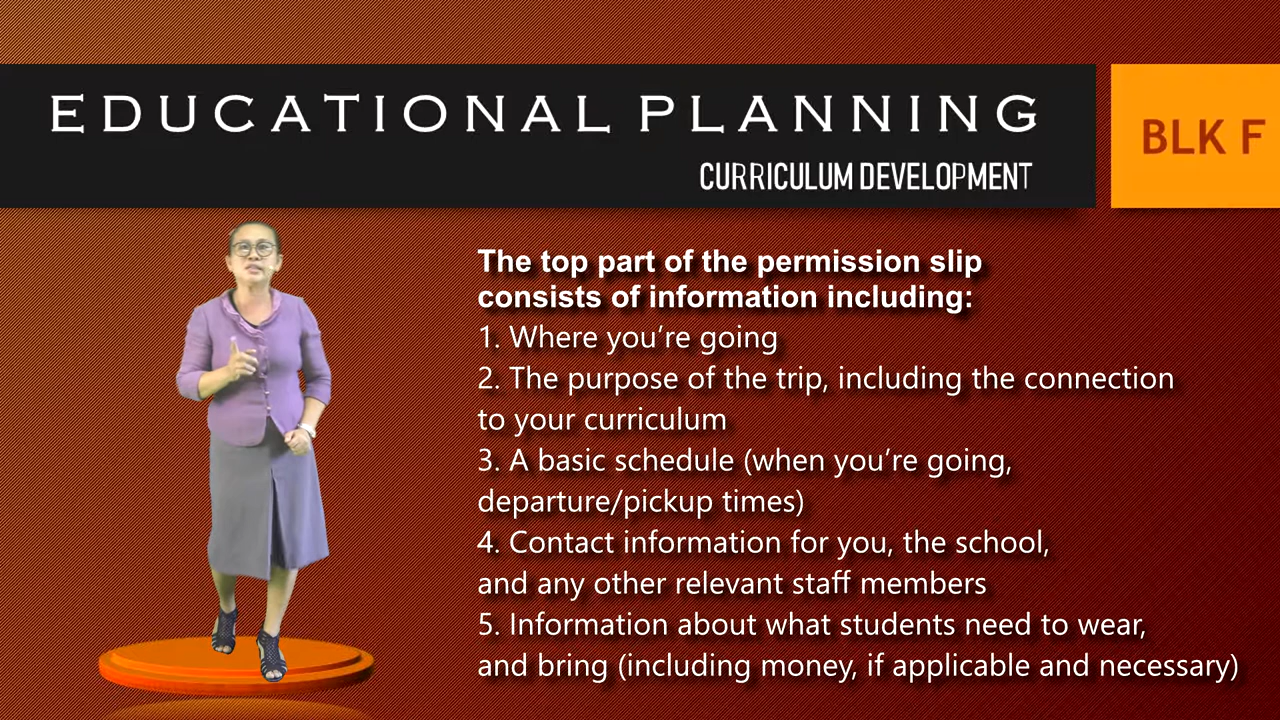 EDUCATIONAL PLANNING
CURRICULUM DEVELOPMENT
BLK F
The top part of the permission slip
consists of information including:
1. Where you’re going
2. The purpose of the trip, including the connection
to your curriculum
3. A basic schedule (when you’re going,
departure/pickup times)
4. Contact information for you, the school,
and any other relevant staff members
5. Information about what students need to wear,
and bring (including money, if applicable and necessary)